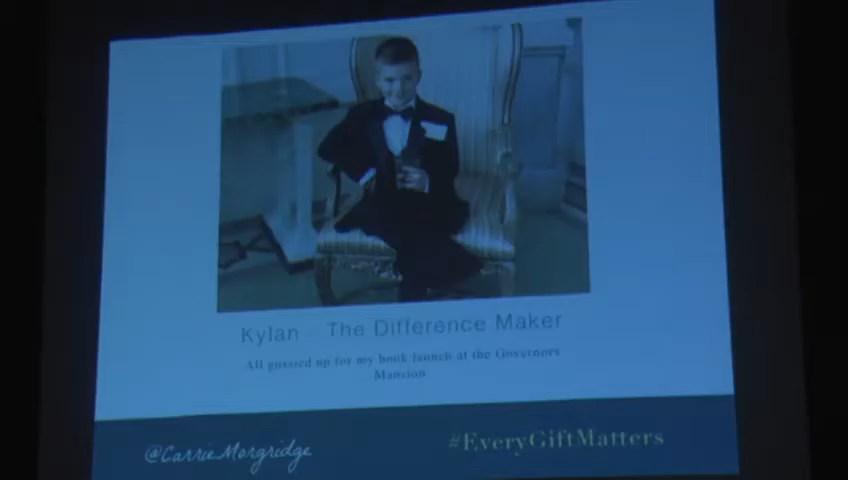 Kylan - The Difference Maker
All gussied up for my book launch at the Governors
Mansion
@CarrieMorgridge
#EveryGiftMatters